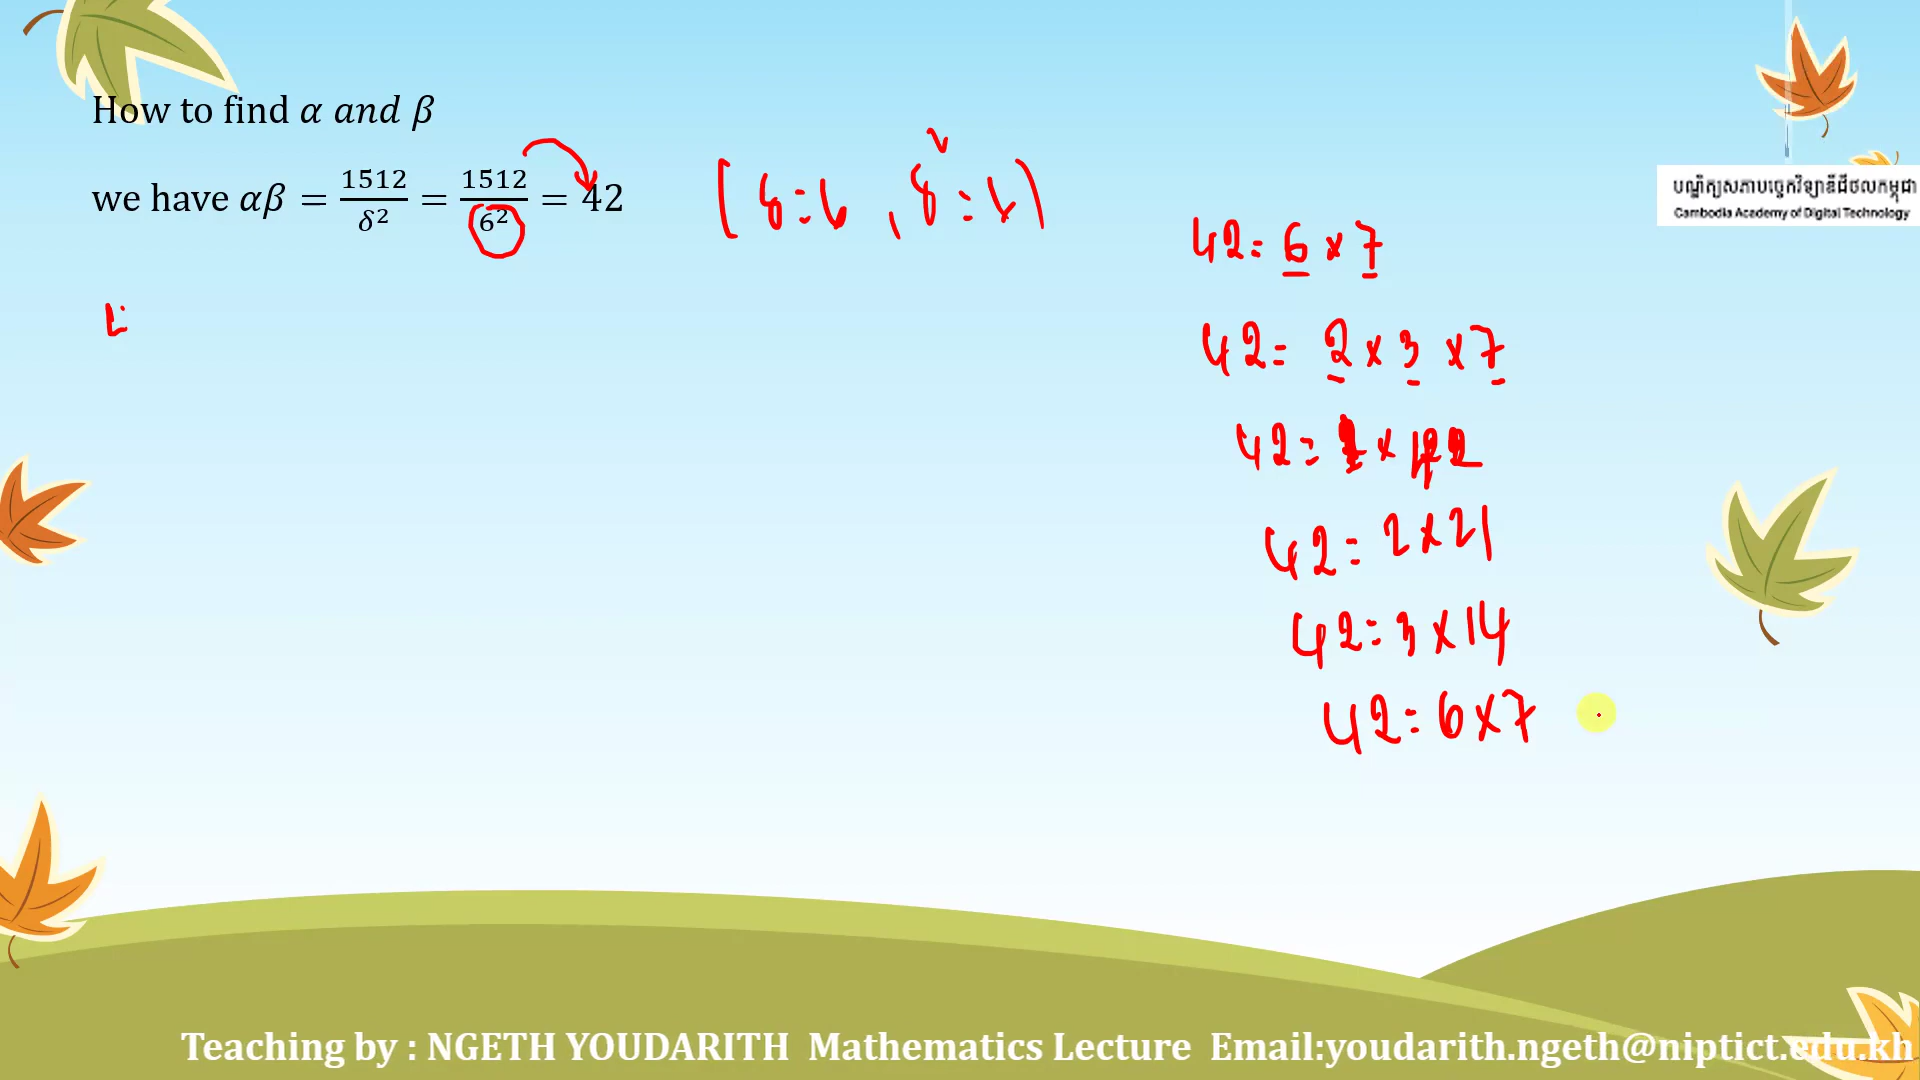 How to find α and β
we have αβ = 1512/δ² = 1512/6² = 42
[δ = 6 , δ = 6)
បណ្ឌិត្យសភាបច្ចេកវិទ្យាឌីជីថលកម្ពុជា
Cambodia Academy of Digital Technology
42 = 6 × 7
42 = 2 × 3 × 7
42 = 1 × 42
42 = 2 × 21
42 = 3 × 14
42 = 6 × 7
Teaching by : NGETH YOUDARITH Mathematics Lecture Email:youdarith.ngeth@niptict.edu.kh